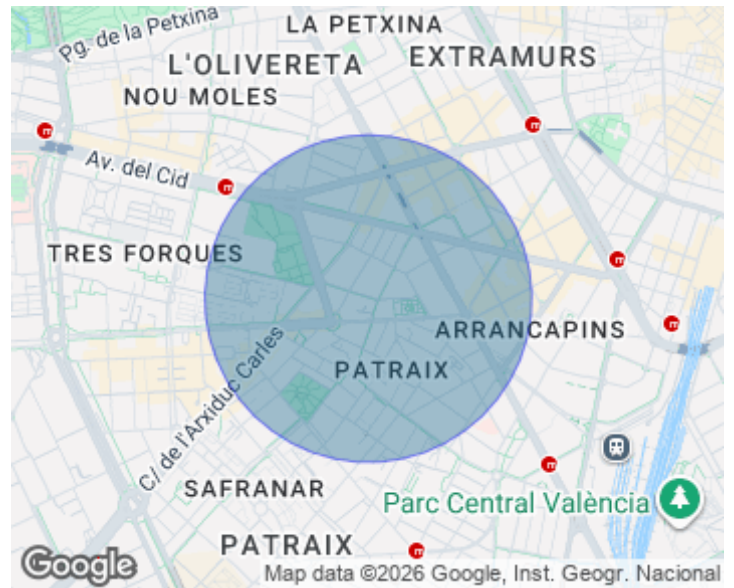 LA PETXINA
Pg. de la Petxina
EXTRAMURS
L'OLIVERETA
NOU MOLES
Av. del Cid
TRES FORQUES
ARRANCAPINS
PATRAIX
C/ de l'Arxiduc Carles
SAFRANAR
Parc Central València
PATRAIX
Google
Map data ©2026 Google, Inst. Geogr. Nacional